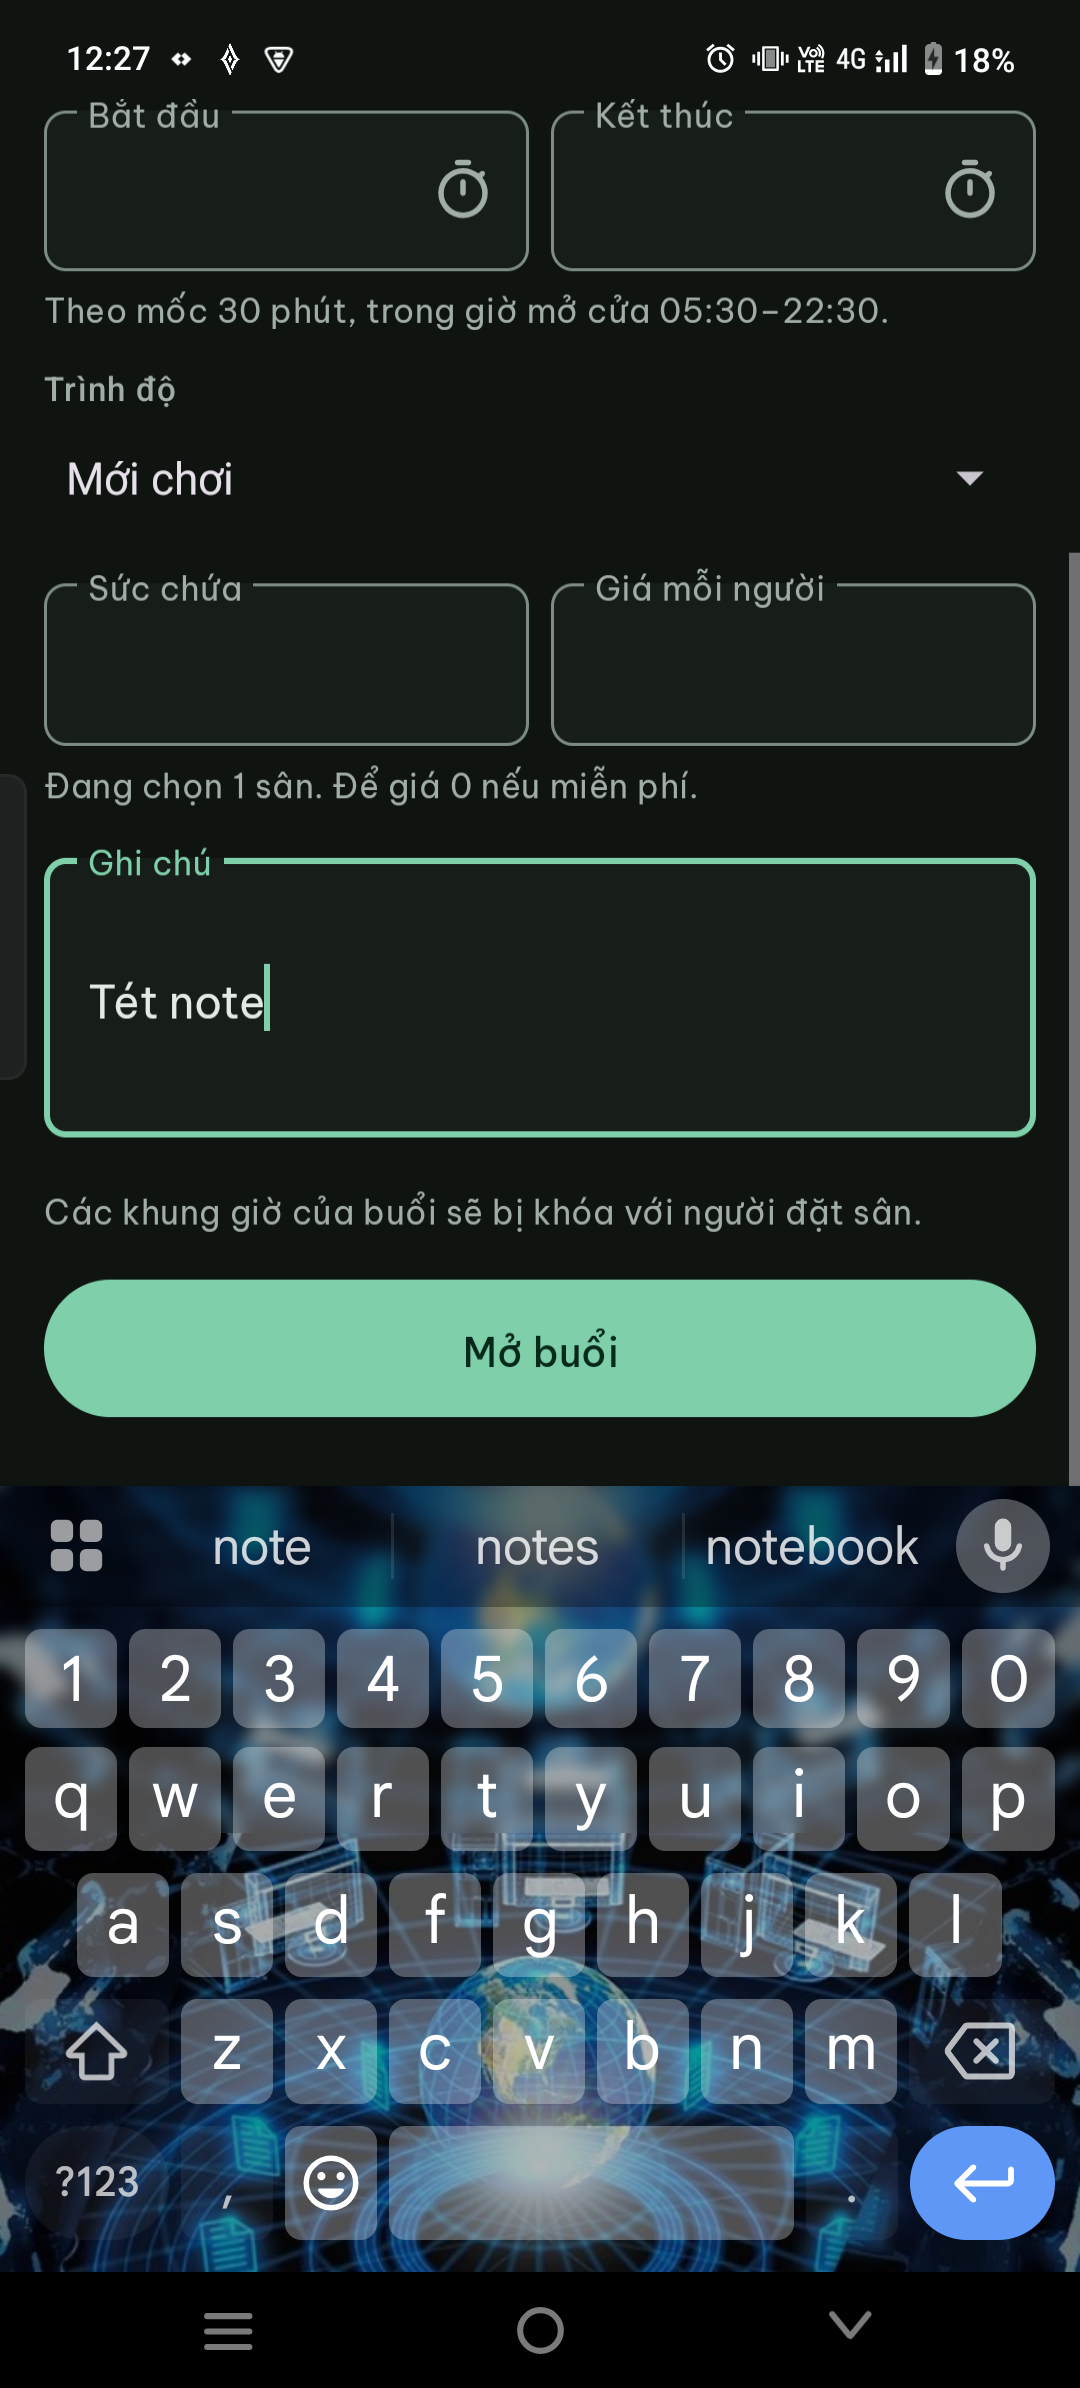 12:27 4G 18%
Bắt đầu Kết thúc
Theo mốc 30 phút, trong giờ mở cửa 05:30–22:30.
Trình độ
Mới chơi
Sức chứa Giá mỗi người
Đang chọn 1 sân. Để giá 0 nếu miễn phí.
Ghi chú
Tét note
Các khung giờ của buổi sẽ bị khóa với người đặt sân.
Mở buổi
note notes notebook
1 2 3 4 5 6 7 8 9 0
q w e r t y u i o p
a s d f g h j k l
z x c v b n m
?123 , .